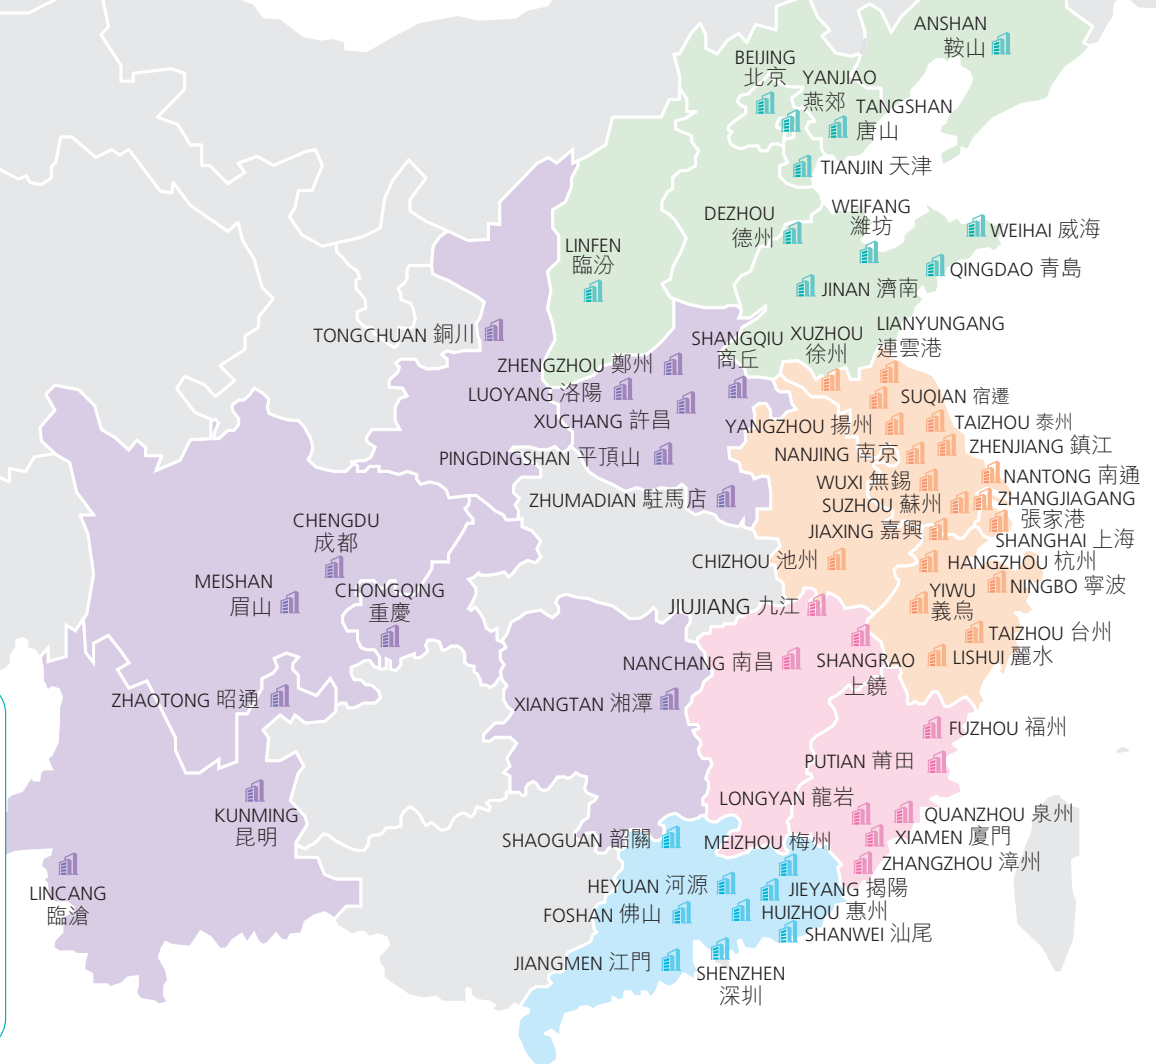 ANSHAN
鞍山
BEIJING
北京
YANJIAO
燕郊
TANGSHAN
唐山
TIANJIN 天津
DEZHOU
德州
WEIFANG
濰坊
WEIHAI 威海
QINGDAO 青島
JINAN 濟南
LINFEN
臨汾
TONGCHUAN 銅川
ZHENGZHOU 鄭州
LUOYANG 洛陽
XUCHANG 許昌
SHANGQIU
商丘
PINGDINGSHAN 平頂山
ZHUMADIAN 駐馬店
XUZHOU
徐州
LIANYUNGANG
連雲港
SUQIAN 宿遷
YANGZHOU 揚州
TAIZHOU 泰州
NANJING 南京
ZHENJIANG 鎮江
WUXI 無錫
NANTONG 南通
SUZHOU 蘇州
ZHANGJIAGANG
張家港
JIAXING 嘉興
SHANGHAI 上海
CHIZHOU 池州
HANGZHOU 杭州
NINGBO 寧波
YIWU
義烏
TAIZHOU 台州
LISHUI 麗水
CHENGDU
成都
MEISHAN
眉山
CHONGQING
重慶
ZHAOTONG 昭通
KUNMING
昆明
LINCANG
臨滄
XIANGTAN 湘潭
JIUJIANG 九江
NANCHANG 南昌
SHANGRAO
上饒
FUZHOU 福州
PUTIAN 莆田
LONGYAN 龍岩
QUANZHOU 泉州
XIAMEN 廈門
ZHANGZHOU 漳州
SHAOGUAN 韶關
MEIZHOU 梅州
HEYUAN 河源
JIEYANG 揭陽
FOSHAN 佛山
HUIZHOU 惠州
SHANWEI 汕尾
JIANGMEN 江門
SHENZHEN
深圳